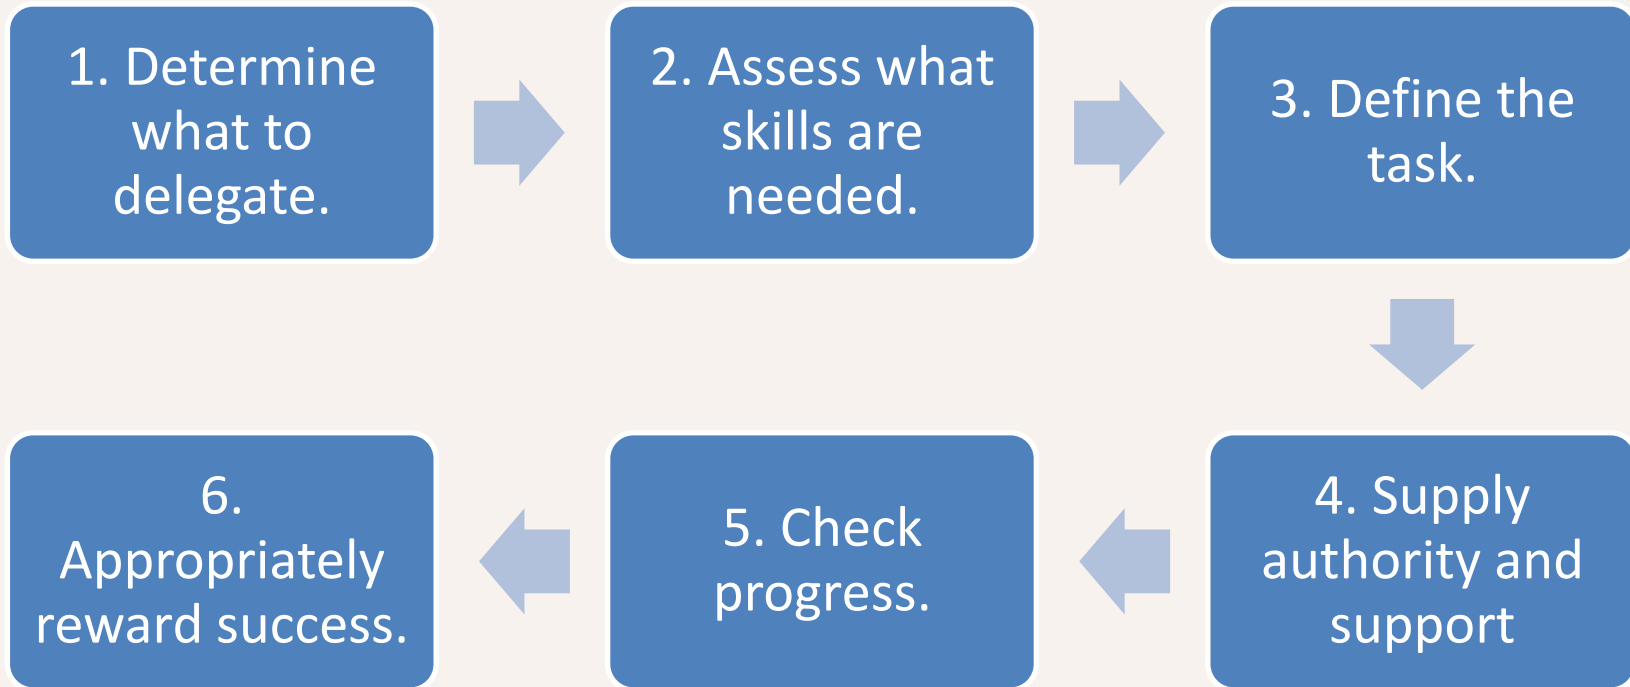 1. Determine
what to
delegate.
2. Assess what
skills are
needed.
3. Define the
task.
4. Supply
authority and
support
5. Check
progress.
6.
Appropriately
reward success.